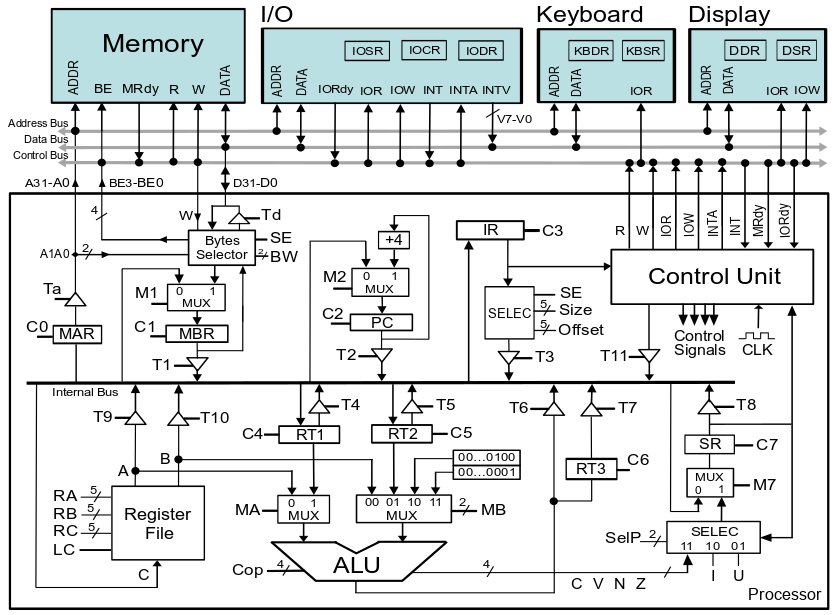 I/O Keyboard Display
Memory
IOSR IOCR IODR
KBDR KBSR
DDR DSR
ADDR BE MRdy R W DATA
ADDR DATA IORdy IOR IOW INT INTA INTV
ADDR DATA IOR
ADDR DATA IOR IOW
V7-V0
Address Bus
Data Bus
Control Bus
A31-A0 BE3-BE0 D31-D0
4 W Td
R W IOR IOW INTA INT MRdy IORdy
Bytes Selector SE
2 BW
A1A0 2
+4
IR C3
Control Unit
Ta
M1 0 1 MUX
M2 0 1 MUX
SELEC SE
5 Size
5 Offset
C0 MAR
C1 MBR
C2 PC
Control Signals
CLK
T1 T2 T3 T11
Internal Bus
T9 T10 T4 T5 T6 T7 T8
C4 RT1 RT2 C5
SR C7
B
A
00...0100
00...0001
RT3 C6
MUX 0 1 M7
RA 5
RB 5
RC 5
LC
Register File
C
MA 0 1 MUX
00 01 10 11 MUX 2 MB
SelP 2 SELEC
11 10 01
I U
Cop 4 ALU 4
C V N Z
Processor